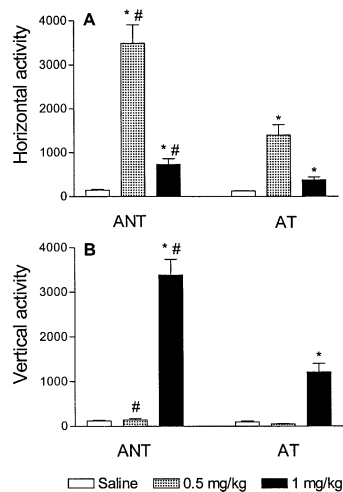 A
Horizontal activity
4000
3000
2000
1000
0
* #
* #
*
*
ANT AT
B
Vertical activity
4000
3000
2000
1000
0
#
* #
*
ANT AT
Saline 0.5 mg/kg 1 mg/kg